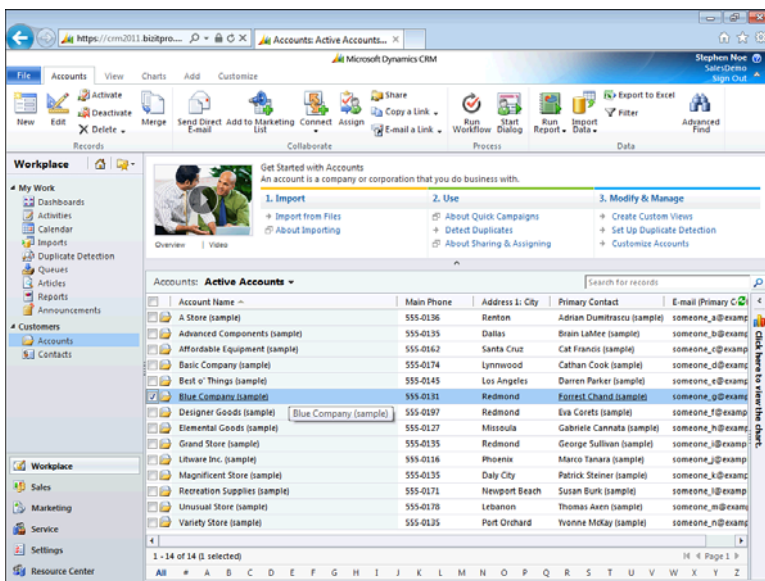 https://crm2011.bizitpro....
Accounts: Active Accounts...
Microsoft Dynamics CRM
Stephen Noe
SalesDemo
Sign Out
File Accounts View Charts Add Customize
New
Edit
Activate
Deactivate
Delete
Merge
Send Direct E-mail
Add to Marketing List
Connect
Assign
Share
Copy a Link
E-mail a Link
Run Workflow
Start Dialog
Run Report
Import Data
Export to Excel
Filter
Advanced Find
Records Collaborate Process Data
Workplace
My Work
Dashboards
Activities
Calendar
Imports
Duplicate Detection
Queues
Articles
Reports
Announcements
Customers
Accounts
Contacts
Workplace
Sales
Marketing
Service
Settings
Resource Center
Overview | Video
Get Started with Accounts
An account is a company or corporation that you do business with.
1. Import
Import from Files
About Importing
2. Use
About Quick Campaigns
Detect Duplicates
About Sharing & Assigning
3. Modify & Manage
Create Custom Views
Set Up Duplicate Detection
Customize Accounts
Accounts: Active Accounts
Search for records
Account Name Main Phone Address 1: City Primary Contact E-mail (Primary C
A Store (sample) 555-0136 Renton Adrian Dumitrascu (sample) someone_a@examp
Advanced Components (sample) 555-0135 Dallas Brain LaMee (sample) someone_b@examp
Affordable Equipment (sample) 555-0162 Santa Cruz Cat Francis (sample) someone_c@examp
Basic Company (sample) 555-0174 Lynnwood Cathan Cook (sample) someone_d@examp
Best o' Things (sample) 555-0145 Los Angeles Darren Parker (sample) someone_e@examp
Blue Company (sample) 555-0131 Redmond Forrest Chand (sample) someone_g@examp
Designer Goods (sample) 555-0197 Redmond Eva Corets (sample) someone_f@examp
Blue Company (sample)
Elemental Goods (sample) 555-0127 Missoula Gabriele Cannata (sample) someone_h@examp
Grand Store (sample) 555-0135 Redmond George Sullivan (sample) someone_i@examp
Litware Inc. (sample) 555-0116 Phoenix Marco Tanara (sample) someone_j@examp
Magnificent Store (sample) 555-0135 Daly City Patrick Steiner (sample) someone_k@examp
Recreation Supplies (sample) 555-0171 Newport Beach Susan Burk (sample) someone_l@examp
Unusual Store (sample) 555-0178 Lebanon Thomas Axen (sample) someone_m@examp
Variety Store (sample) 555-0125 Port Orchard Yvonne McKay (sample) someone_n@examp
Click here to view the chart.
1 - 14 of 14 (1 selected)
Page 1
All # A B C D E F G H I J K L M N O P Q R S T U V W X Y Z